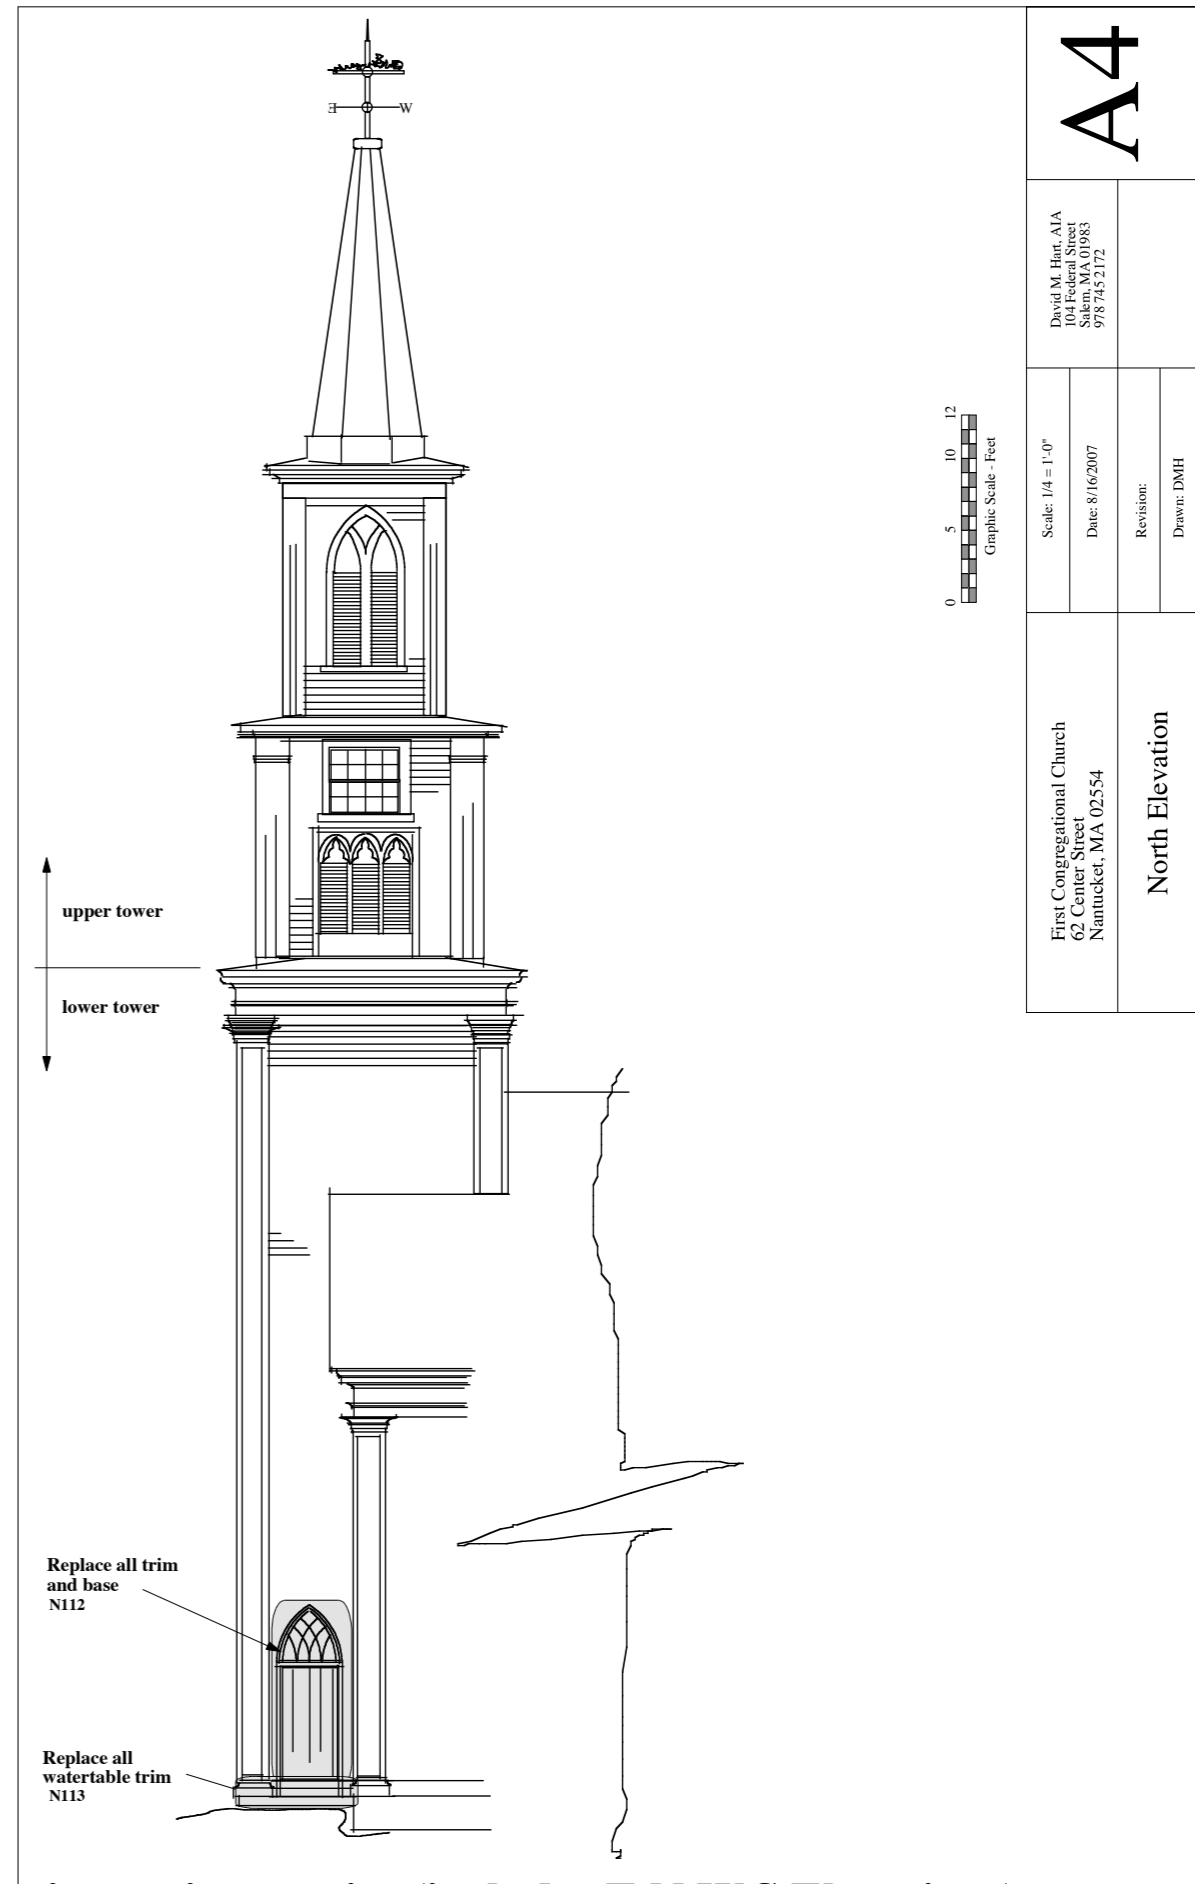 E
W
upper tower
lower tower
Replace all trim
and base
N112
Replace all
watertable trim
N113
0
5
10
12
Graphic Scale - Feet
A4
David M. Hart, AIA
104 Federal Street
Salem, MA 01983
978 745 2172
Scale: 1/4 = 1'-0"
Date: 8/16/2007
Revision:
Drawn: DMH
First Congregational Church
62 Center Street
Nantucket, MA 02554
North Elevation